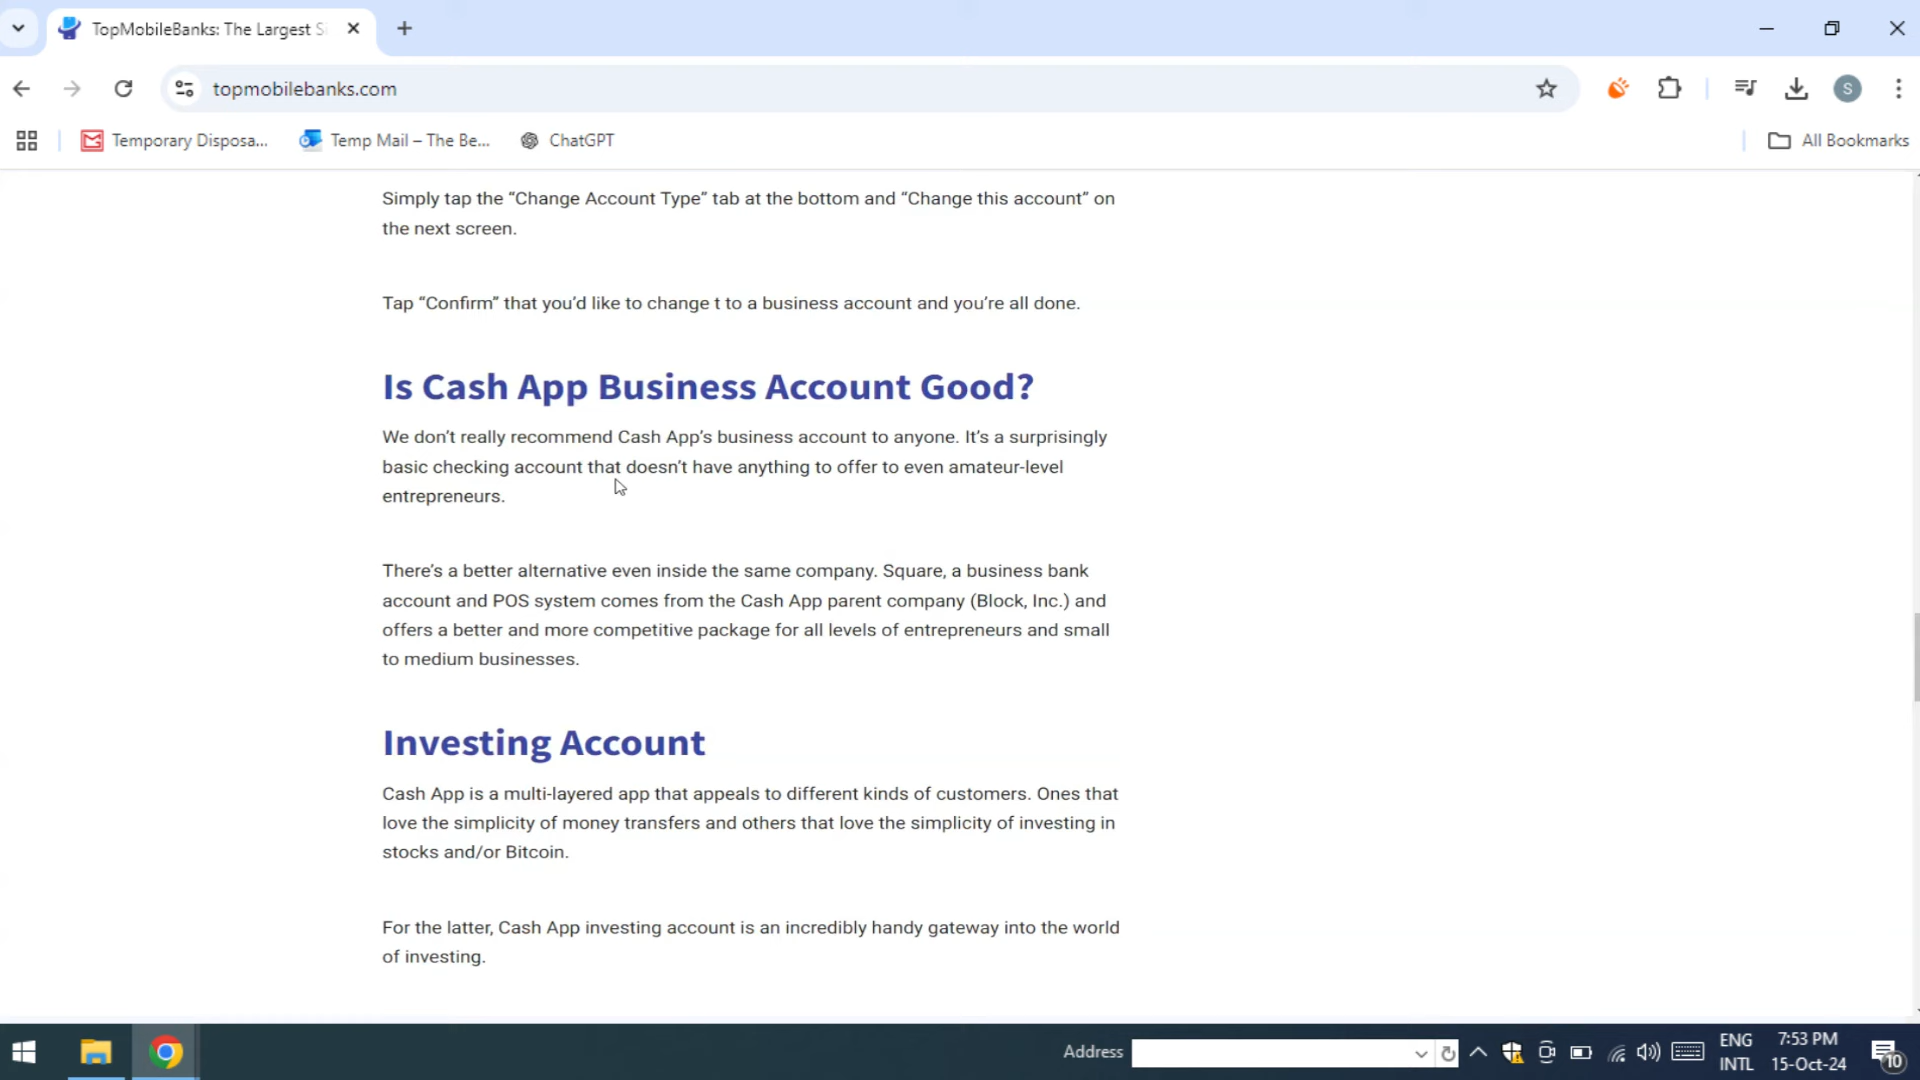 TopMobileBanks: The Largest S
topmobilebanks.com
S
Temporary Disposa...
Temp Mail – The Be...
ChatGPT
All Bookmarks
Simply tap the “Change Account Type” tab at the bottom and “Change this account” on
the next screen.
Tap “Confirm” that you’d like to change t to a business account and you’re all done.
Is Cash App Business Account Good?
We don’t really recommend Cash App’s business account to anyone. It’s a surprisingly
basic checking account that doesn’t have anything to offer to even amateur-level
entrepreneurs.
There’s a better alternative even inside the same company. Square, a business bank
account and POS system comes from the Cash App parent company (Block, Inc.) and
offers a better and more competitive package for all levels of entrepreneurs and small
to medium businesses.
Investing Account
Cash App is a multi-layered app that appeals to different kinds of customers. Ones that
love the simplicity of money transfers and others that love the simplicity of investing in
stocks and/or Bitcoin.
For the latter, Cash App investing account is an incredibly handy gateway into the world
of investing.
Address
ENG
INTL
7:53 PM
15-Oct-24
10